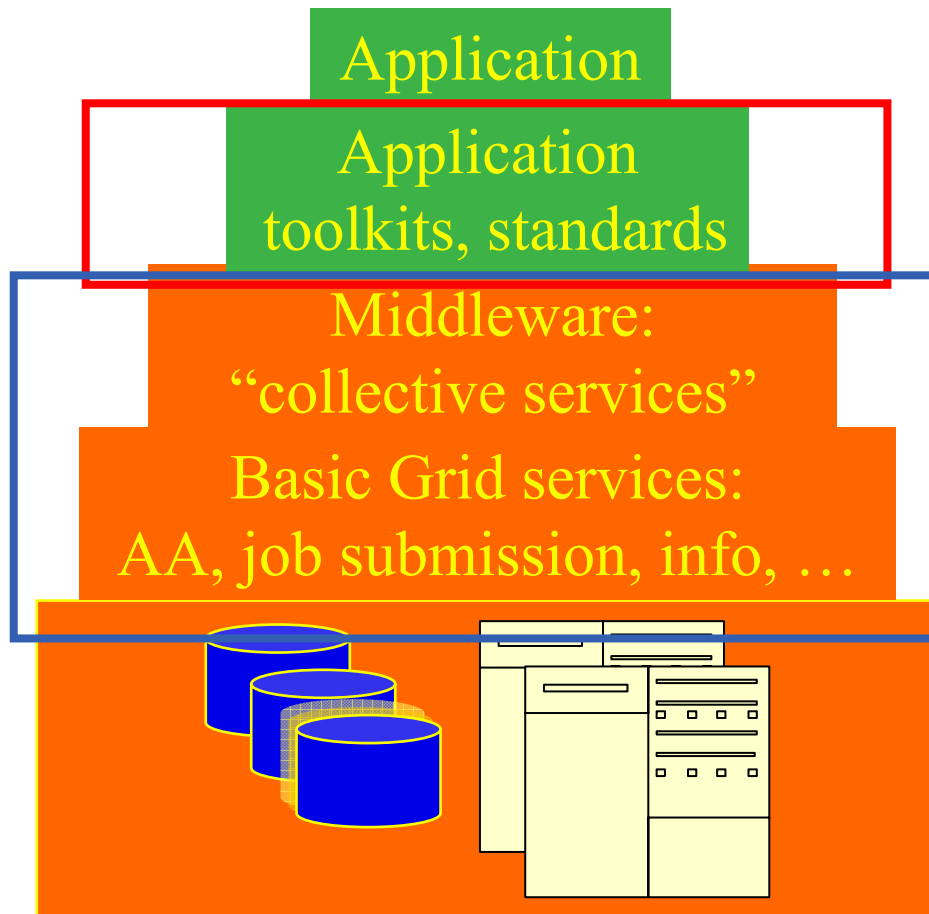 Application
Application
toolkits, standards
Middleware:
“collective services”
Basic Grid services:
AA, job submission, info, …